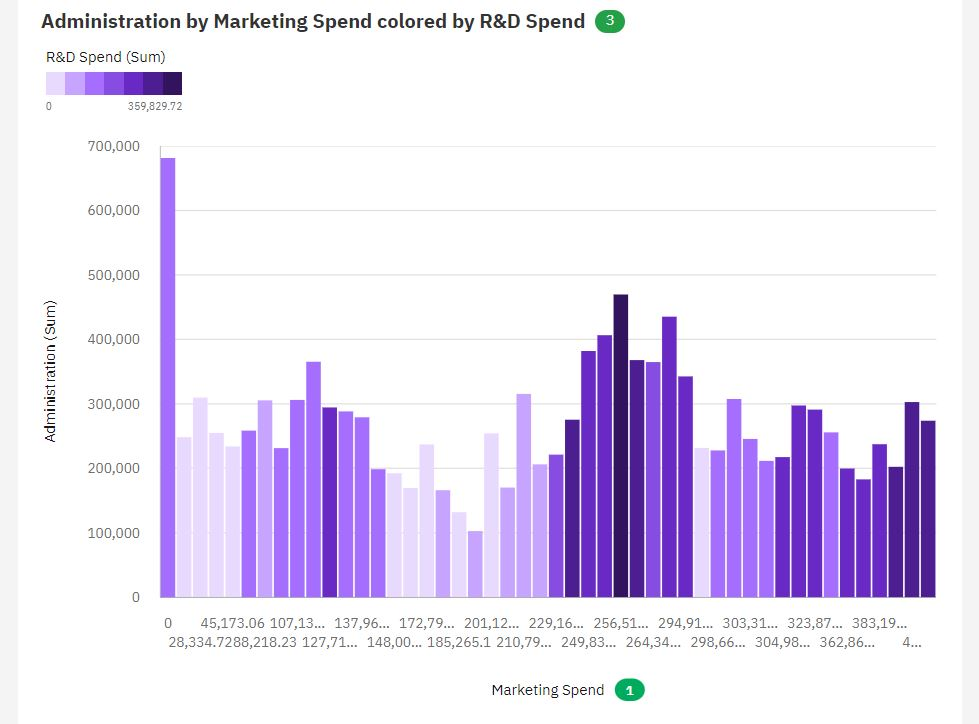 Administration by Marketing Spend colored by R&D Spend 3
R&D Spend (Sum)
0 359,829.72
700,000
600,000
500,000
400,000
300,000
200,000
100,000
0
Administration (Sum)
0 45,173.06 107,13... 137,96... 172,79... 201,12... 229,16... 256,51... 294,91... 303,31... 323,87... 383,19...
28,334.72 88,218.23 127,71... 148,00... 185,265.1 210,79... 249,83... 264,34... 298,66... 304,98... 362,86... 4...
Marketing Spend 1